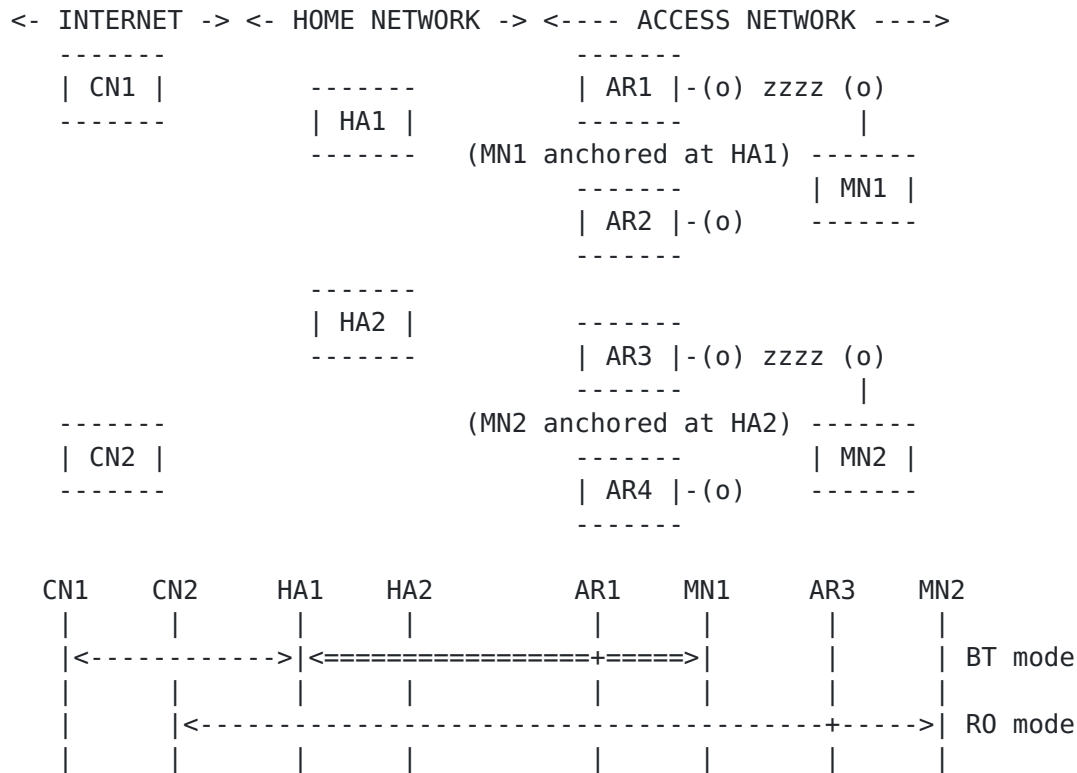 <- INTERNET -> <- HOME NETWORK -> <---- ACCESS NETWORK ---->
   -------                          -------
   | CN1 |         -------          | AR1 |-(o) zzzz (o)
   -------         | HA1 |          -------           |
                   -------   (MN1 anchored at HA1) -------
                                    -------        | MN1 |
                                    | AR2 |-(o)    -------
                                    -------
                   -------
                   | HA2 |          -------
                   -------          | AR3 |-(o) zzzz (o)
                                    -------           |
   -------                   (MN2 anchored at HA2) -------
   | CN2 |                          -------        | MN2 |
   -------                          | AR4 |-(o)    -------
                                    -------

  CN1    CN2     HA1   HA2          AR1    MN1     AR3   MN2
   |      |       |      |           |      |       |      |
   |<------------>|<=================+=====>|       |      | BT mode
   |      |       |      |           |      |       |      |
   |      |<----------------------------------------+----->| RO mode
   |      |       |      |           |      |       |      |